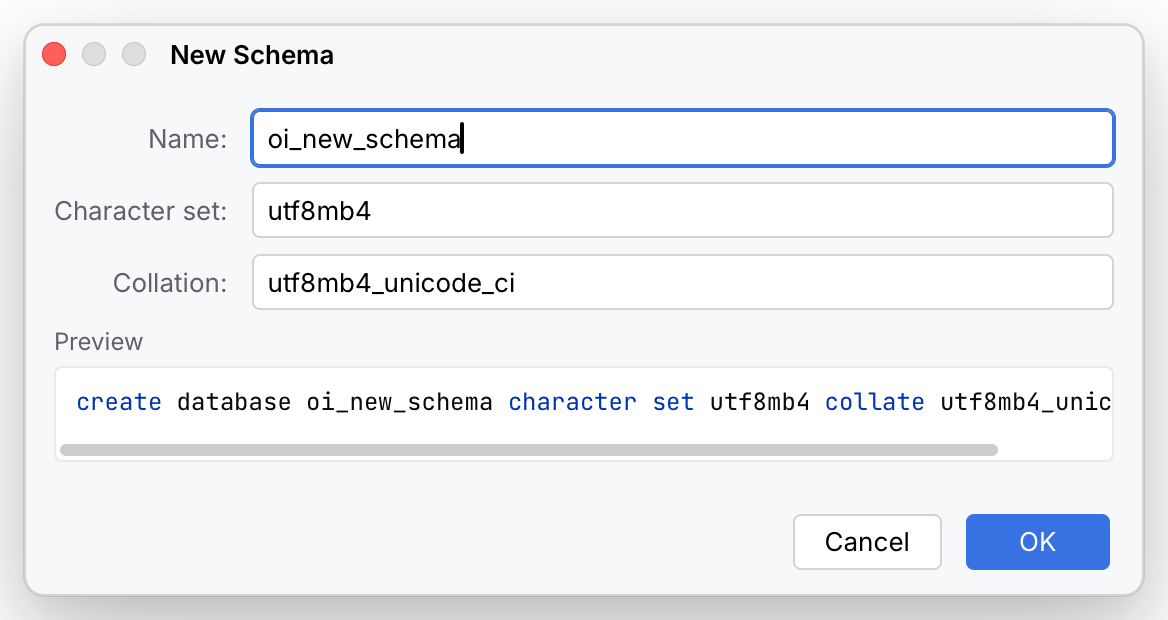 New Schema
Name: oi_new_schema
Character set: utf8mb4
Collation: utf8mb4_unicode_ci
Preview
create database oi_new_schema character set utf8mb4 collate utf8mb4_unic
Cancel OK